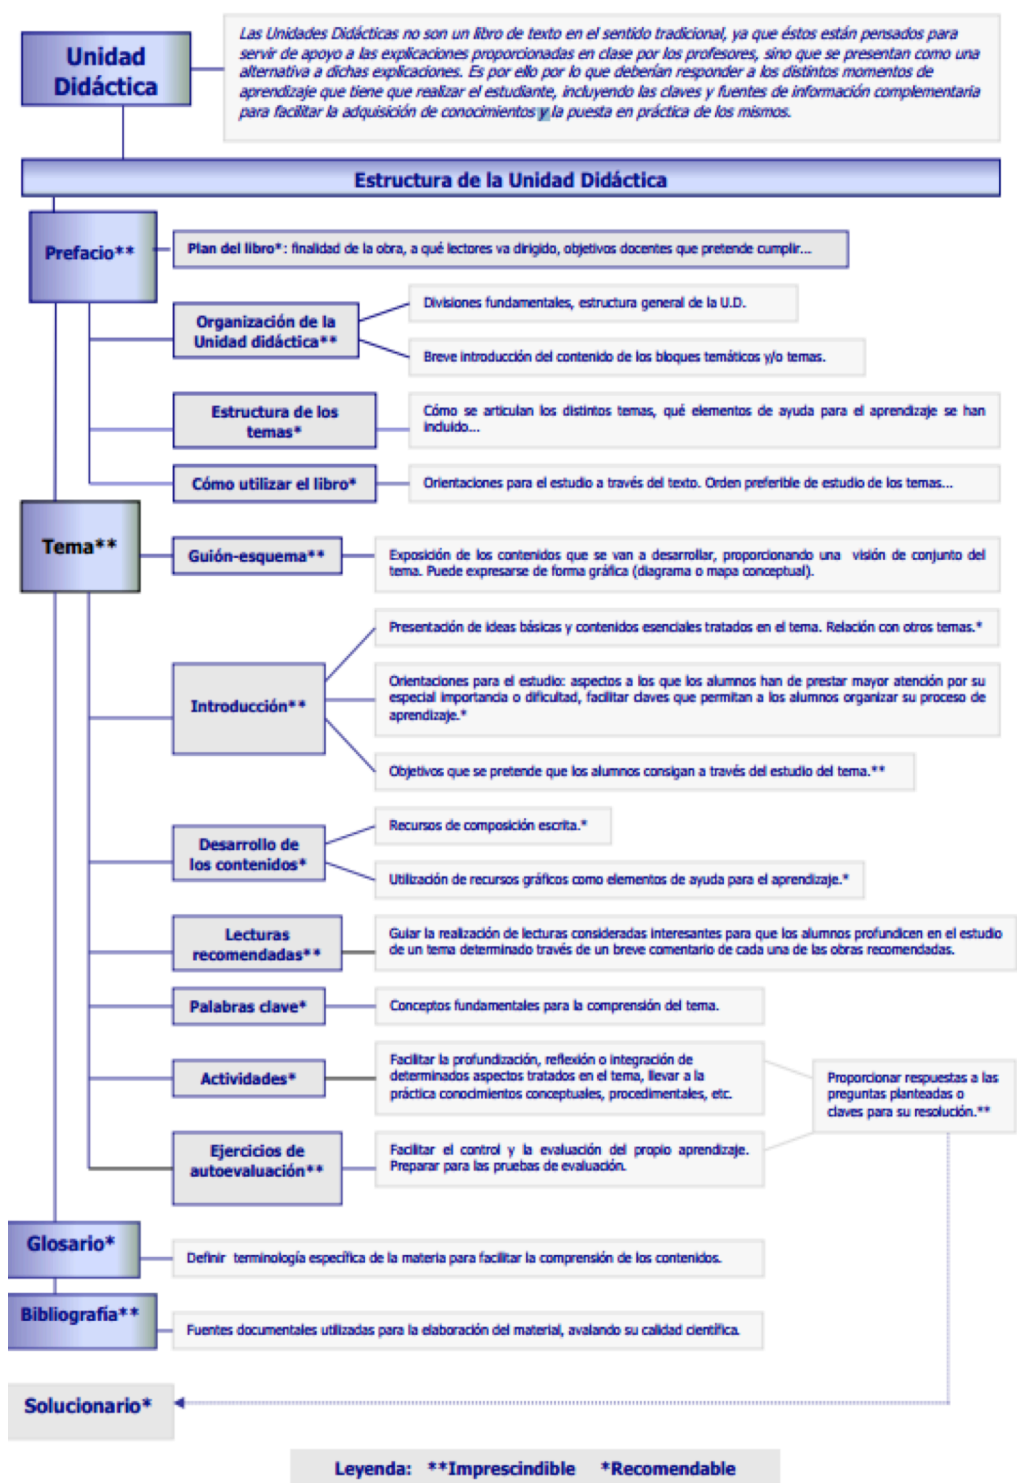 Unidad
Didáctica
Las Unidades Didácticas no son un libro de texto en el sentido tradicional, ya que éstos están pensados para
servir de apoyo a las explicaciones proporcionadas en clase por los profesores, sino que se presentan como una
alternativa a dichas explicaciones. Es por ello por lo que deberían responder a los distintos momentos de
aprendizaje que tiene que realizar el estudiante, incluyendo las claves y fuentes de información complementaria
para facilitar la adquisición de conocimientos y la puesta en práctica de los mismos.
Estructura de la Unidad Didáctica
Prefacio**
Plan del libro*: finalidad de la obra, a qué lectores va dirigido, objetivos docentes que pretende cumplir...
Organización de la
Unidad didáctica**
Divisiones fundamentales, estructura general de la U.D.
Breve introducción del contenido de los bloques temáticos y/o temas.
Estructura de los
temas*
Cómo se articulan los distintos temas, qué elementos de ayuda para el aprendizaje se han
incluido...
Cómo utilizar el libro*
Orientaciones para el estudio a través del texto. Orden preferible de estudio de los temas...
Tema**
Guión-esquema**
Exposición de los contenidos que se van a desarrollar, proporcionando una visión de conjunto del
tema. Puede expresarse de forma gráfica (diagrama o mapa conceptual).
Introducción**
Presentación de ideas básicas y contenidos esenciales tratados en el tema. Relación con otros temas.*
Orientaciones para el estudio: aspectos a los que los alumnos han de prestar mayor atención por su
especial importancia o dificultad, facilitar claves que permitan a los alumnos organizar su proceso de
aprendizaje.*
Objetivos que se pretende que los alumnos consigan a través del estudio del tema.**
Desarrollo de
los contenidos*
Recursos de composición escrita.*
Utilización de recursos gráficos como elementos de ayuda para el aprendizaje.*
Lecturas
recomendadas**
Guiar la realización de lecturas consideradas interesantes para que los alumnos profundicen en el estudio
de un tema determinado través de un breve comentario de cada una de las obras recomendadas.
Palabras clave*
Conceptos fundamentales para la comprensión del tema.
Actividades*
Facilitar la profundización, reflexión o integración de
determinados aspectos tratados en el tema, llevar a la
práctica conocimientos conceptuales, procedimentales, etc.
Proporcionar respuestas a las
preguntas planteadas o
claves para su resolución.**
Ejercicios de
autoevaluación**
Facilitar el control y la evaluación del propio aprendizaje.
Preparar para las pruebas de evaluación.
Glosario*
Definir terminología específica de la materia para facilitar la comprensión de los contenidos.
Bibliografía**
Fuentes documentales utilizadas para la elaboración del material, avalando su calidad científica.
Solucionario*
Leyenda: **Imprescindible *Recomendable